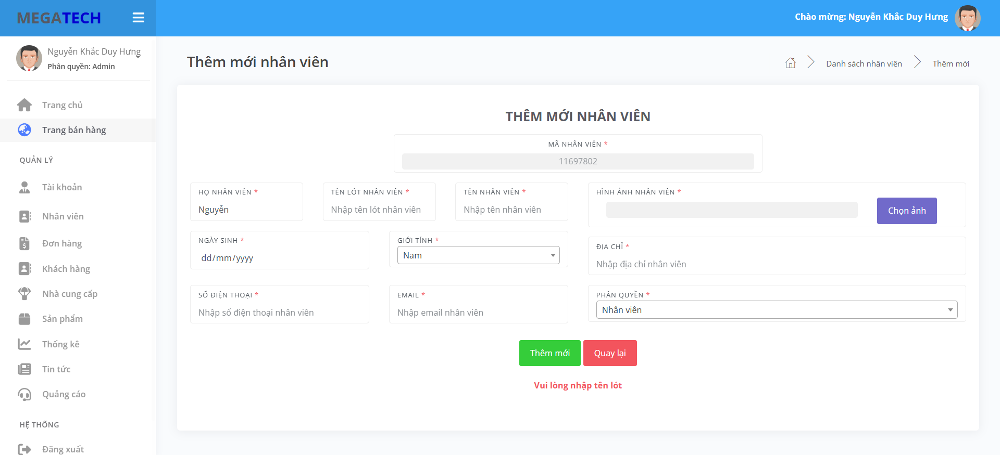 MEGATECH
Chào mừng: Nguyễn Khắc Duy Hưng
Nguyễn Khắc Duy Hưng
Phân quyền: Admin
Trang chủ
Trang bán hàng
QUẢN LÝ
Tài khoản
Nhân viên
Đơn hàng
Khách hàng
Nhà cung cấp
Sản phẩm
Thống kê
Tin tức
Quảng cáo
HỆ THỐNG
Đăng xuất
Thêm mới nhân viên
Danh sách nhân viên
Thêm mới
THÊM MỚI NHÂN VIÊN
MÃ NHÂN VIÊN *
11697802
HỌ NHÂN VIÊN *
Nguyễn
TÊN LÓT NHÂN VIÊN *
Nhập tên lót nhân viên
TÊN NHÂN VIÊN *
Nhập tên nhân viên
HÌNH ẢNH NHÂN VIÊN *
Chọn ảnh
NGÀY SINH *
dd/mm/yyyy
GIỚI TÍNH *
Nam
ĐỊA CHỈ *
Nhập địa chỉ nhân viên
SỐ ĐIỆN THOẠI *
Nhập số điện thoại nhân viên
EMAIL *
Nhập email nhân viên
PHÂN QUYỀN *
Nhân viên
Thêm mới
Quay lại
Vui lòng nhập tên lót